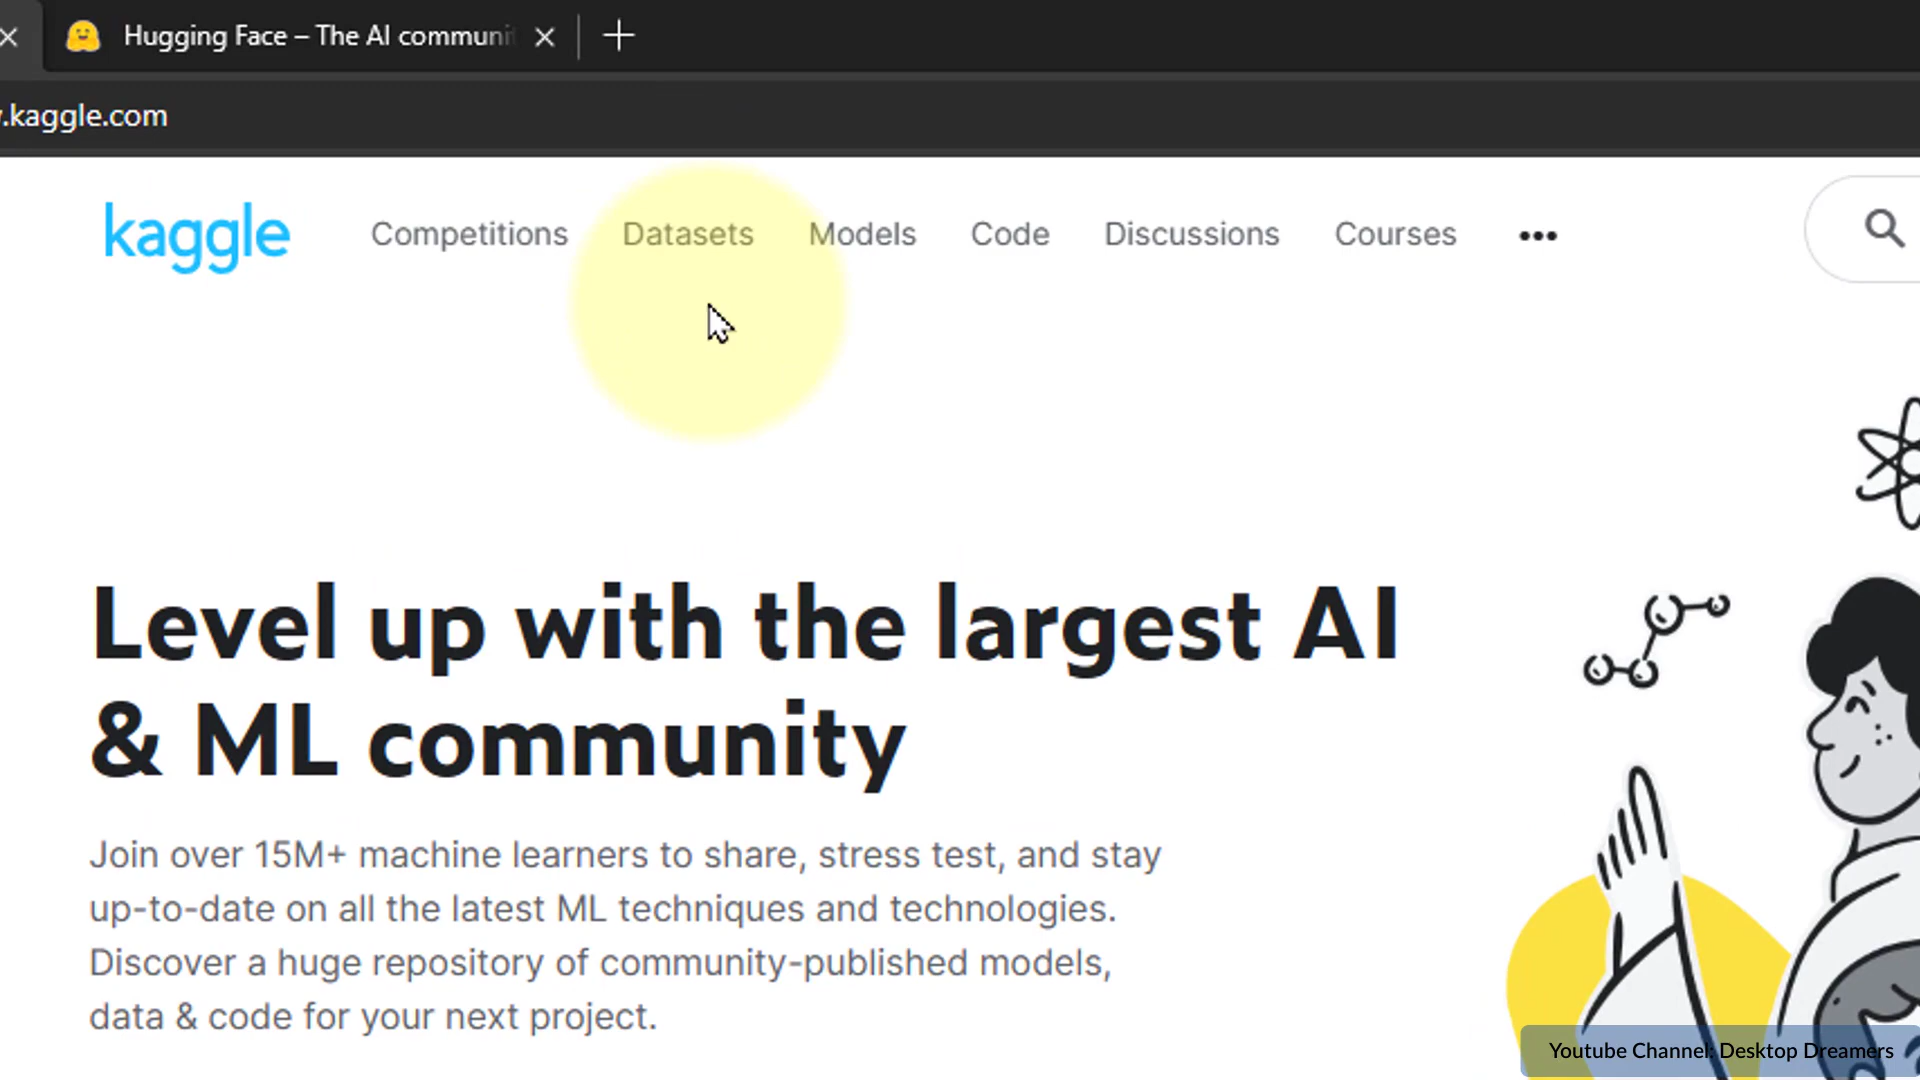 Hugging Face – The AI communi
.kaggle.com
kaggle Competitions Datasets Models Code Discussions Courses •••
Level up with the largest AI
& ML community
Join over 15M+ machine learners to share, stress test, and stay
up-to-date on all the latest ML techniques and technologies.
Discover a huge repository of community-published models,
data & code for your next project.
Youtube Channel: Desktop Dreamers